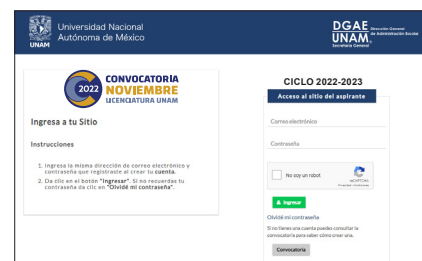 Universidad Nacional
Autónoma de México
UNAM
DGAE Dirección General
de Administración Escolar
UNAM
Secretaría General
2022
CONVOCATORIA
NOVIEMBRE
LICENCIATURA UNAM
Ingresa a tu Sitio
Instrucciones
1. Ingresa la misma dirección de correo electrónico y
contraseña que registraste al crear tu cuenta.
2. Da clic en el botón "Ingresar". Si no recuerdas tu
contraseña da clic en "Olvidé mi contraseña".
CICLO 2022-2023
Acceso al sitio del aspirante
Correo electrónico
Contraseña
No soy un robot
reCAPTCHA
Ingresar
Olvidé mi contraseña
Si no tienes una cuenta puedes consultar la
convocatoria para saber cómo crear una.
Convocatoria